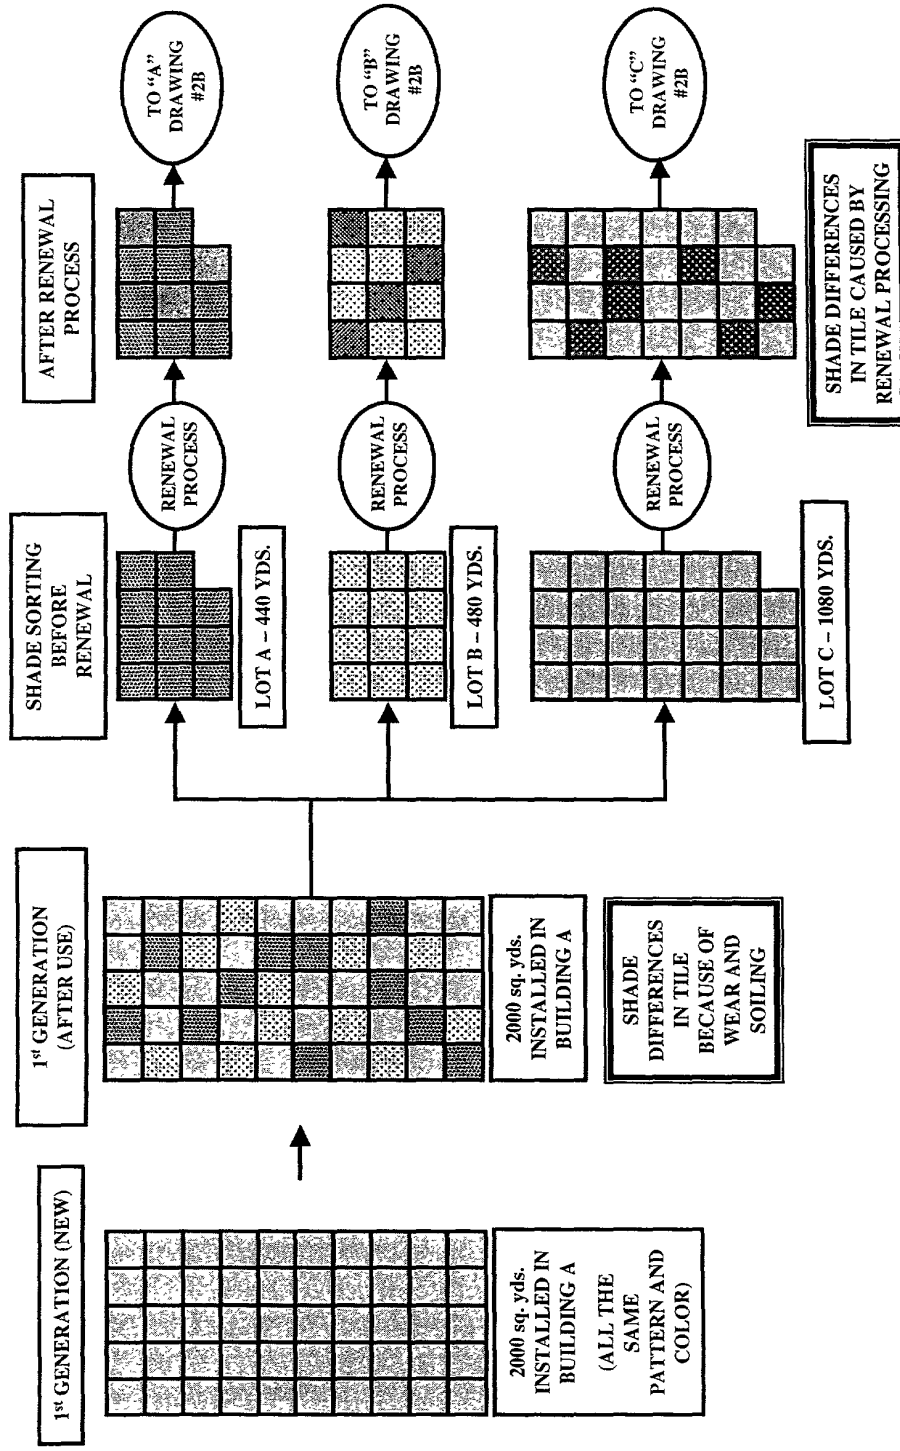 1st GENERATION (NEW)
2000 sq. yds.
INSTALLED IN
BUILDING A
(ALL THE
SAME
PATTERN AND
COLOR)
1st GENERATION
(AFTER USE)
2000 sq. yds.
INSTALLED IN
BUILDING A
SHADE
DIFFERENCES
IN TILE
BECAUSE OF
WEAR AND
SOILING
SHADE SORTING
BEFORE
RENEWAL
LOT A – 440 YDS.
LOT B – 480 YDS.
LOT C – 1080 YDS.
RENEWAL
PROCESS
RENEWAL
PROCESS
RENEWAL
PROCESS
AFTER RENEWAL
PROCESS
SHADE DIFFERENCES
IN TILE CAUSED BY
RENEWAL PROCESSING
TO “A”
DRAWING
#2B
TO “B”
DRAWING
#2B
TO “C”
DRAWING
#2B